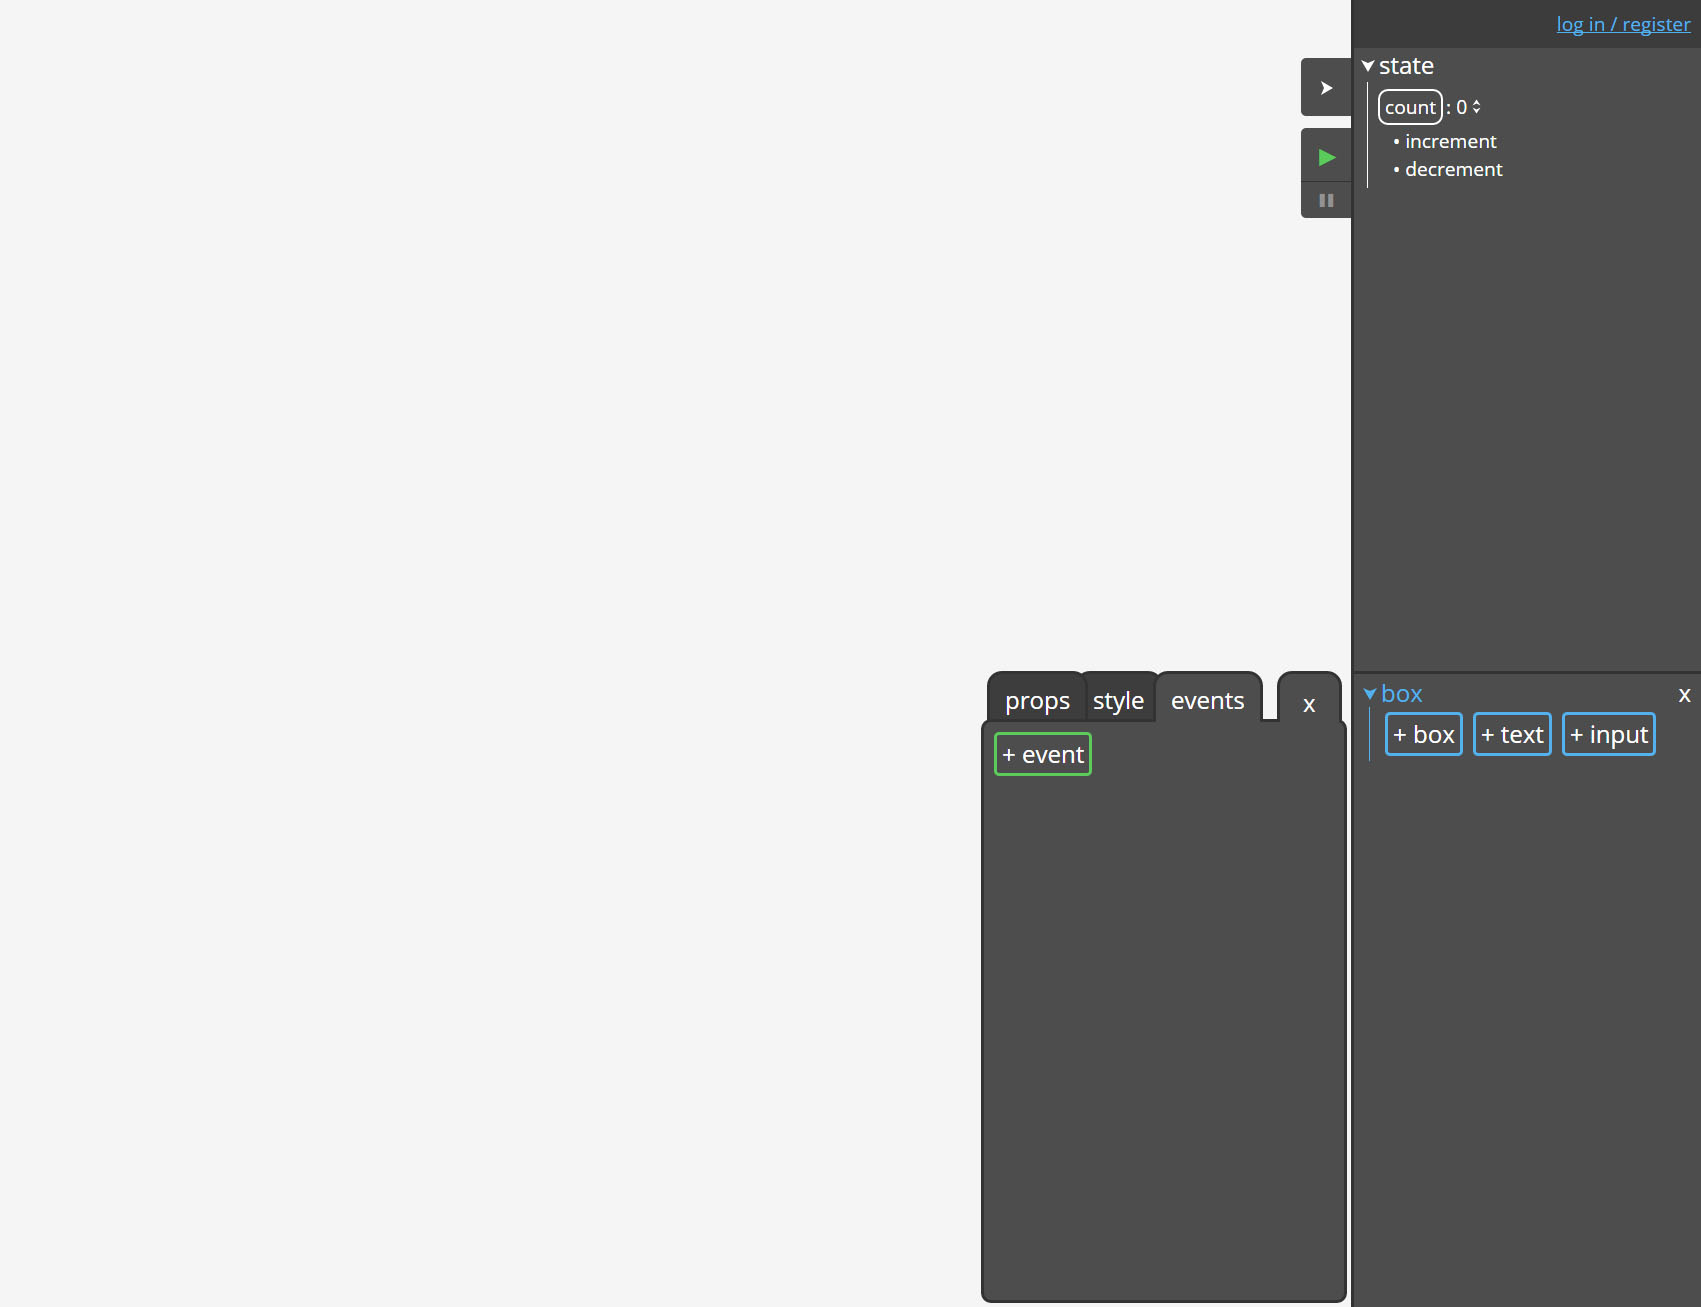 log in / register
state
count : 0
• increment
• decrement
props style events x
+ event
box x
+ box + text + input